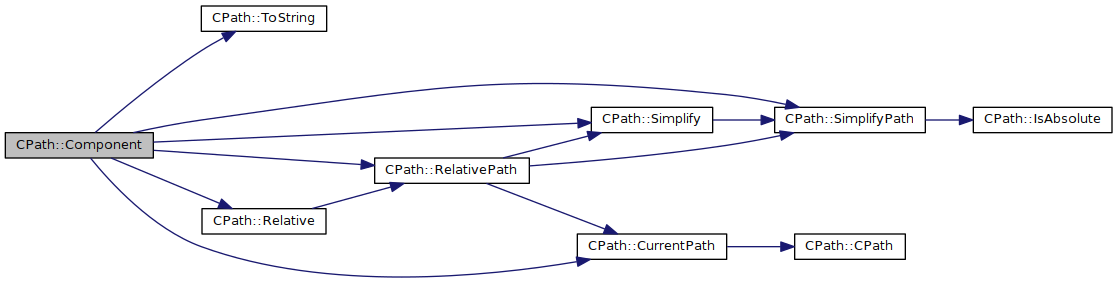 CPath::ToString
CPath::Component
CPath::Simplify
CPath::SimplifyPath
CPath::IsAbsolute
CPath::RelativePath
CPath::Relative
CPath::CurrentPath
CPath::CPath